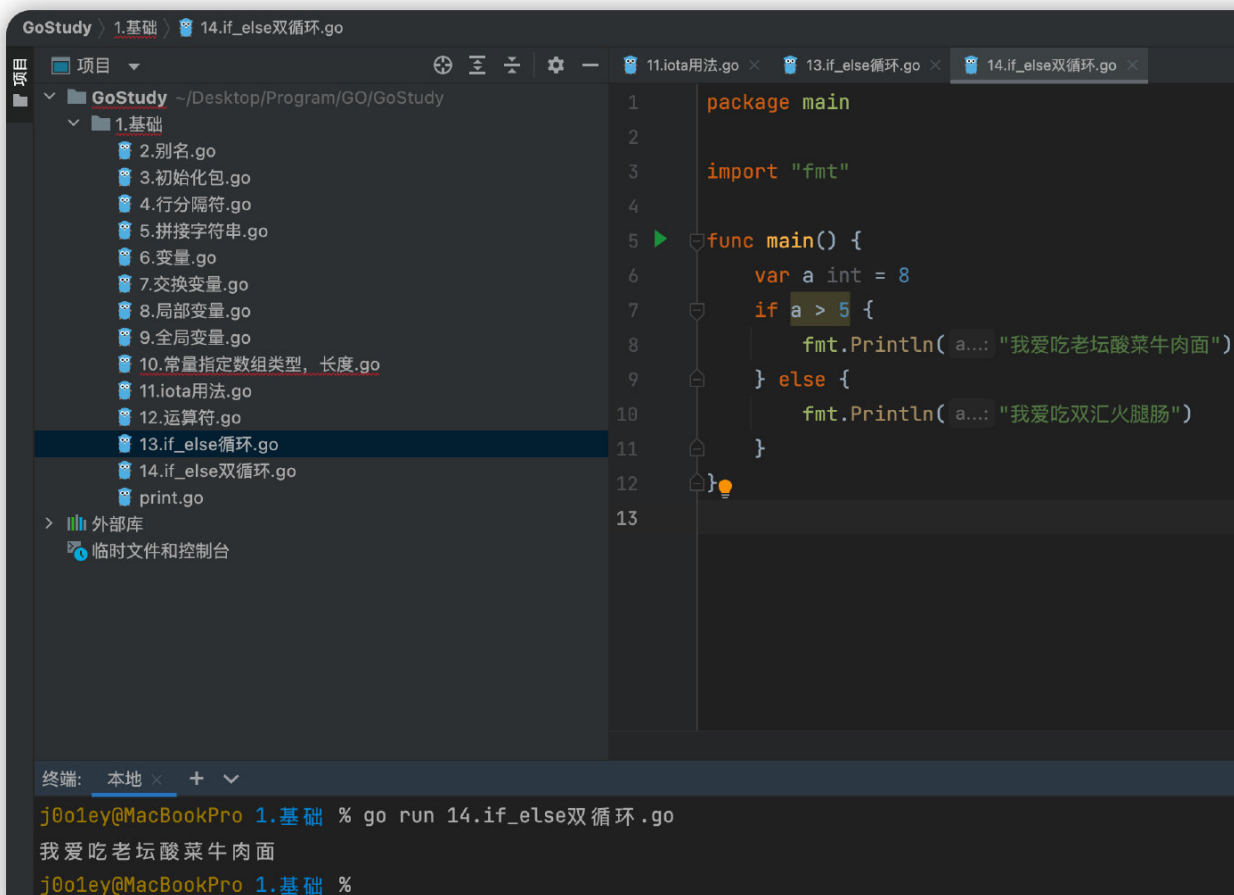 GoStudy 〉 1.基础 〉 14.if_else双循环.go
项目
项目
11.iota用法.go
13.if_else循环.go
14.if_else双循环.go
GoStudy ~/Desktop/Program/GO/GoStudy
1.基础
2.别名.go
3.初始化包.go
4.行分隔符.go
5.拼接字符串.go
6.变量.go
7.交换变量.go
8.局部变量.go
9.全局变量.go
10.常量指定数组类型，长度.go
11.iota用法.go
12.运算符.go
13.if_else循环.go
14.if_else双循环.go
print.go
外部库
临时文件和控制台
1 package main
2
3 import "fmt"
4
5 func main() {
6 var a int = 8
7 if a > 5 {
8 fmt.Println( a...: "我爱吃老坛酸菜牛肉面")
9 } else {
10 fmt.Println( a...: "我爱吃双汇火腿肠")
11 }
12 }
13
终端: 本地
j0o1ey@MacBookPro 1.基础 % go run 14.if_else双循环.go
我爱吃老坛酸菜牛肉面
j0o1ey@MacBookPro 1.基础 %